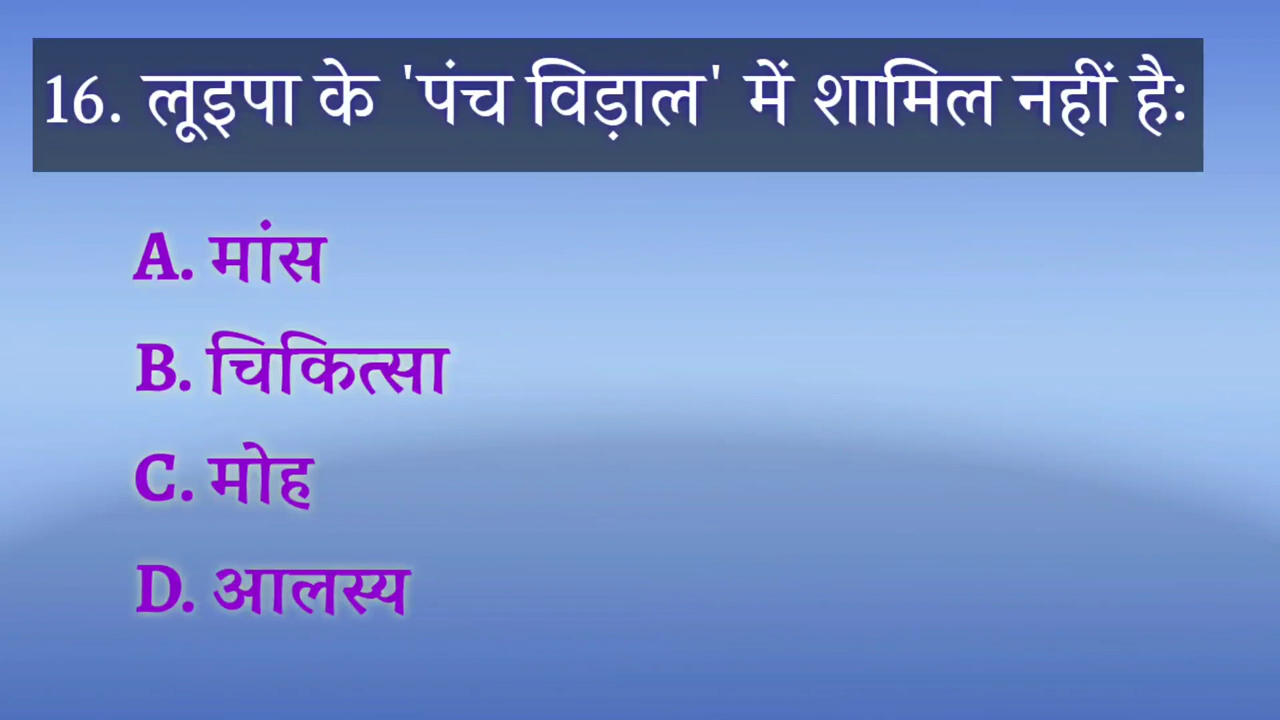 16. लूइपा के 'पंच विड़ाल' में शामिल नहीं है:
A. मांस
B. चिकित्सा
C. मोह
D. आलस्य